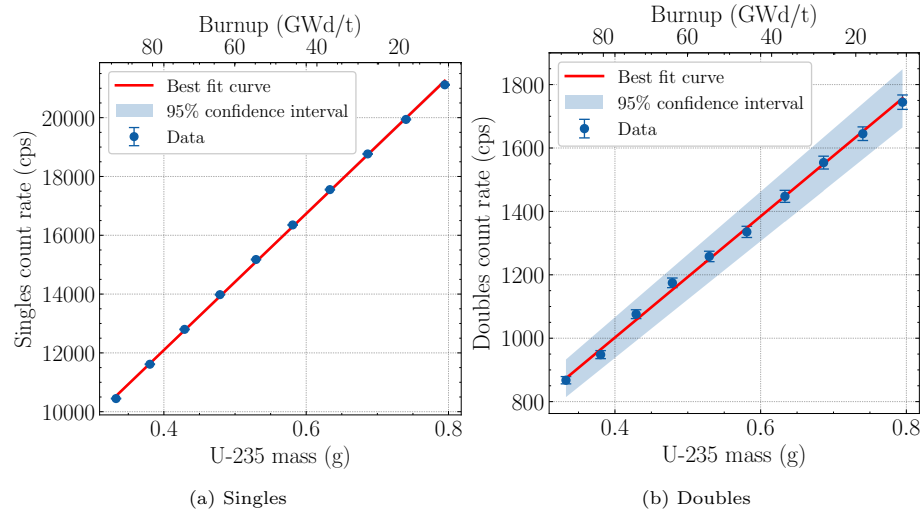 Burnup (GWd/t)
80 60 40 20
Best fit curve
95% confidence interval
Data
Singles count rate (cps)
20000
18000
16000
14000
12000
10000
0.4 0.6 0.8
U-235 mass (g)
(a) Singles
Burnup (GWd/t)
80 60 40 20
Best fit curve
95% confidence interval
Data
Doubles count rate (cps)
1800
1600
1400
1200
1000
800
0.4 0.6 0.8
U-235 mass (g)
(b) Doubles